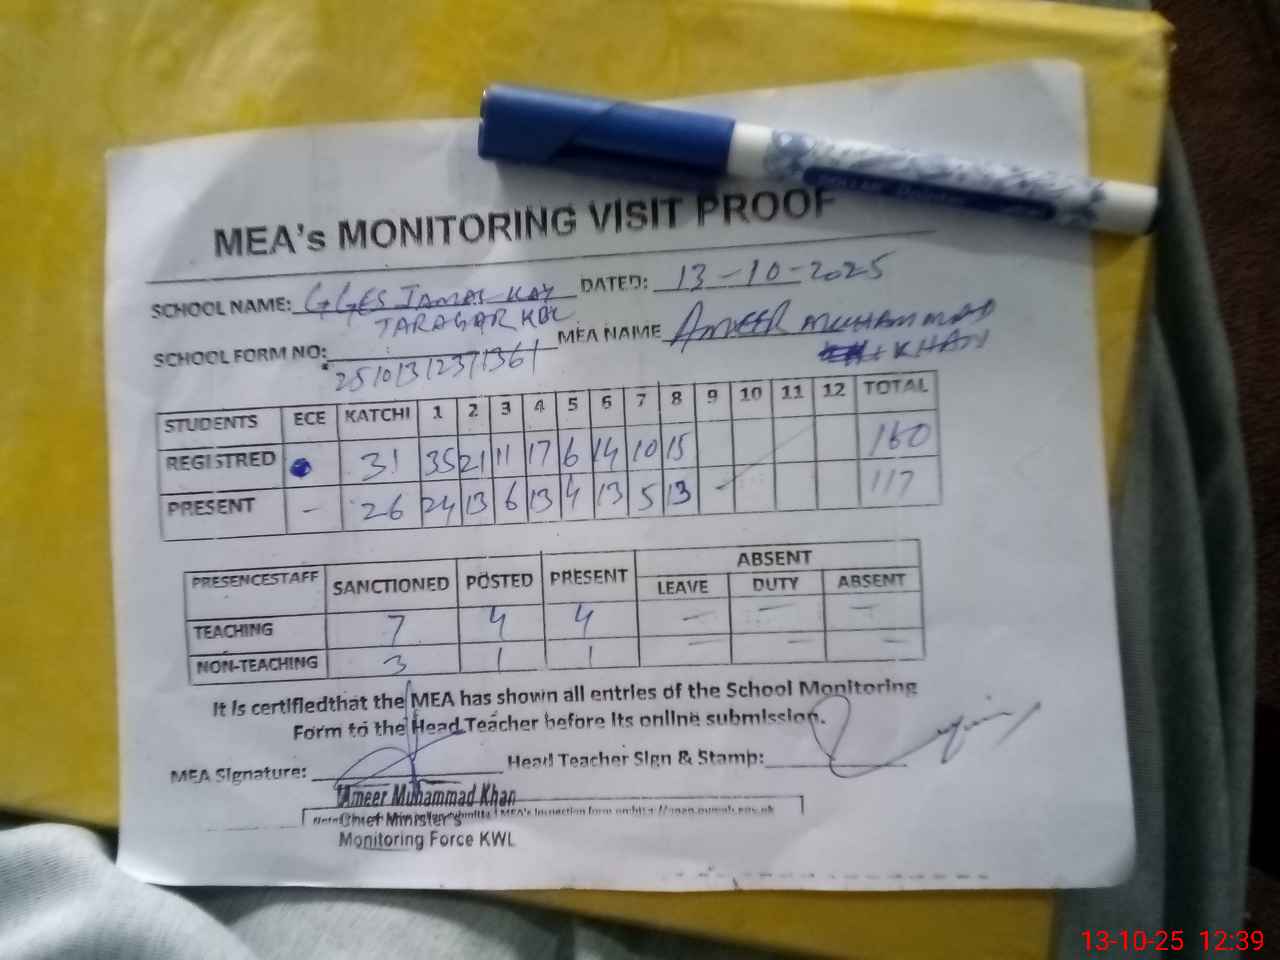 MEA's MONITORING VISIT PROOF
SCHOOL NAME: GGES JAMAL KAY DATED: 13-10-2025
TARAGAR KBC
SCHOOL FORM NO: MEA NAME AMEER MUHAMMAD
KHAN
STUDENTS ECE KATCHI 1 2 3 4 5 6 7 8 9 10 11 12 TOTAL
REGISTRED 31 35 21 11 17 6 14 10 15 160
PRESENT - 26 24 13 6 13 4 13 5 13 117
PRESENCESTAFF SANCTIONED POSTED PRESENT ABSENT
LEAVE DUTY ABSENT
TEACHING 7 4 4 - - -
NON-TEACHING 3 1 1 - - -
It is certifiedthat the MEA has shown all entries of the School Monitoring
Form to the Head Teacher before its online submission.
MEA Signature: Head Teacher Sign & Stamp:
Ameer Muhammad Khan
Chief Minister's
Monitoring Force KWL
13-10-25 12:39